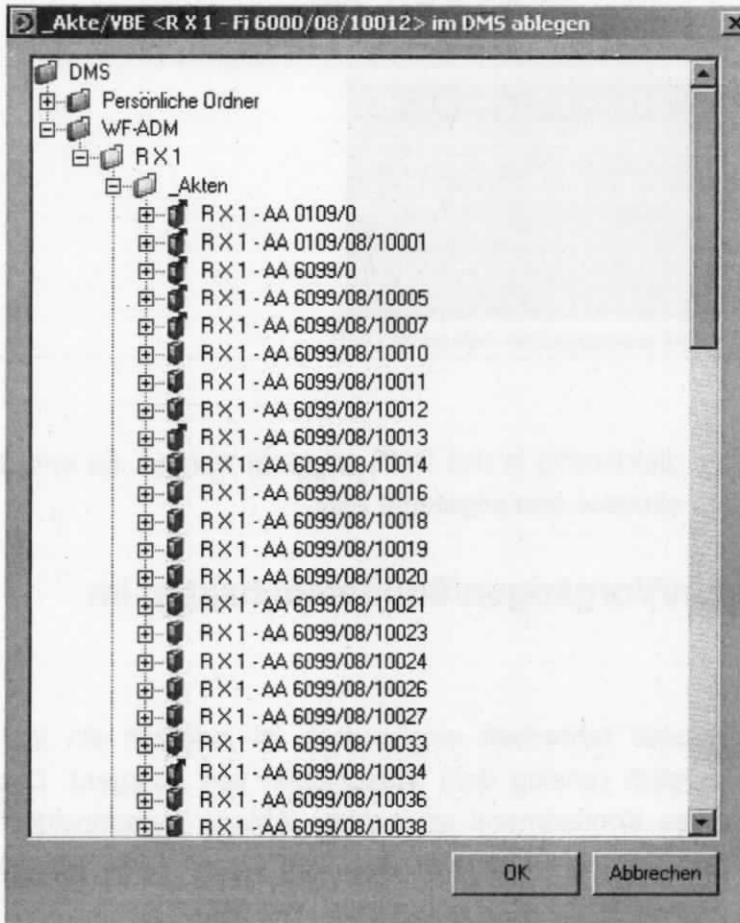 _Akte/VBE <R X 1 - Fi 6000/08/10012> im DMS ablegen
DMS
Persönliche Ordner
WF-ADM
R X 1
_Akten
R X 1 - AA 0109/0
R X 1 - AA 0109/08/10001
R X 1 - AA 6099/0
R X 1 - AA 6099/08/10005
R X 1 - AA 6099/08/10007
R X 1 - AA 6099/08/10010
R X 1 - AA 6099/08/10011
R X 1 - AA 6099/08/10012
R X 1 - AA 6099/08/10013
R X 1 - AA 6099/08/10014
R X 1 - AA 6099/08/10016
R X 1 - AA 6099/08/10018
R X 1 - AA 6099/08/10019
R X 1 - AA 6099/08/10020
R X 1 - AA 6099/08/10021
R X 1 - AA 6099/08/10023
R X 1 - AA 6099/08/10024
R X 1 - AA 6099/08/10026
R X 1 - AA 6099/08/10027
R X 1 - AA 6099/08/10033
R X 1 - AA 6099/08/10034
R X 1 - AA 6099/08/10036
R X 1 - AA 6099/08/10038
OK
Abbrechen